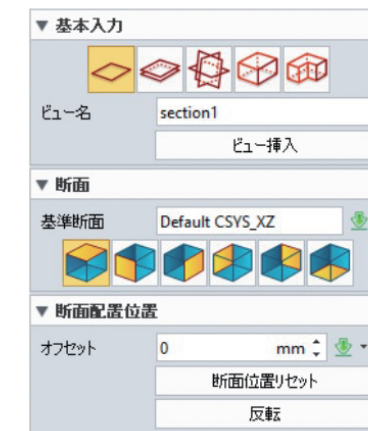 基本入力
ビュー名 section1
ビュー挿入
断面
基準断面 Default CSYS_XZ
断面配置位置
オフセット 0 mm
断面位置リセット
反転